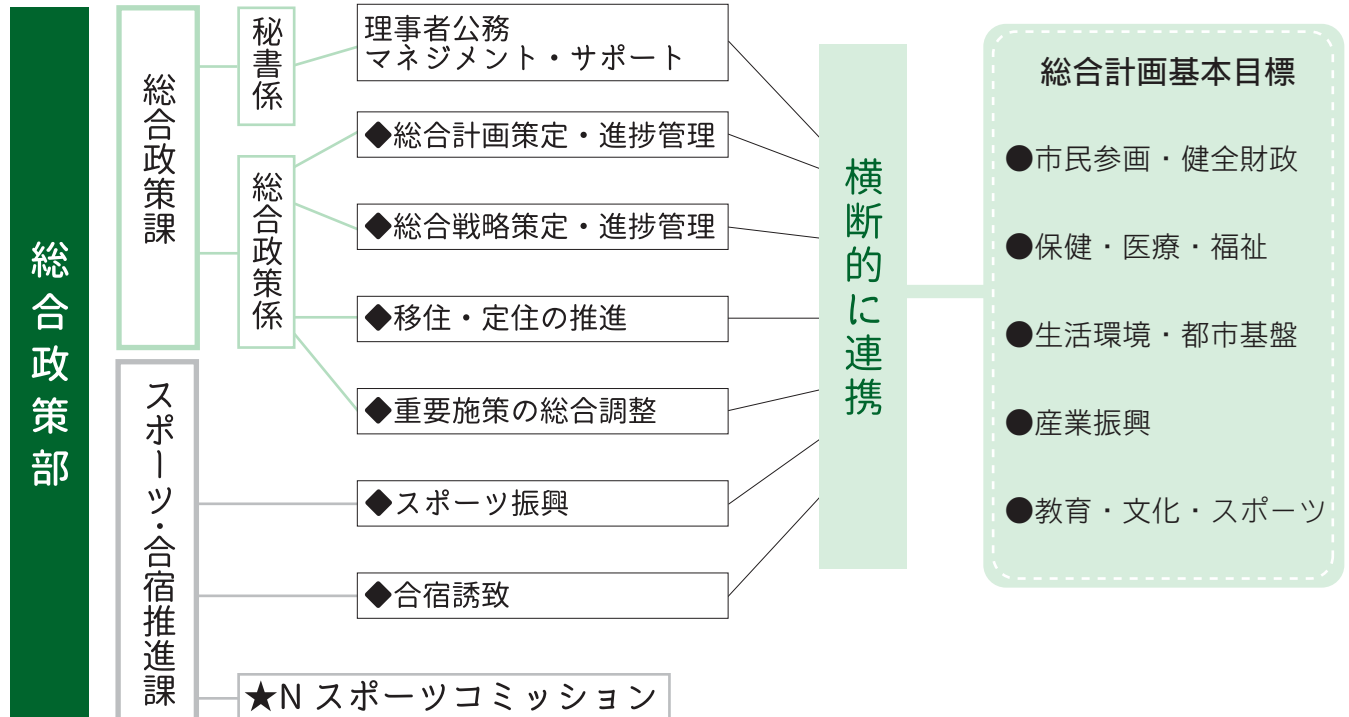 総合政策部
総合政策課
秘書係
理事者公務
マネジメント・サポート
総合政策係
◆総合計画策定・進捗管理
◆総合戦略策定・進捗管理
◆移住・定住の推進
◆重要施策の総合調整
スポーツ・合宿推進課
◆スポーツ振興
◆合宿誘致
★N スポーツコミッション
横断的に連携
総合計画基本目標
●市民参画・健全財政
●保健・医療・福祉
●生活環境・都市基盤
●産業振興
●教育・文化・スポーツ